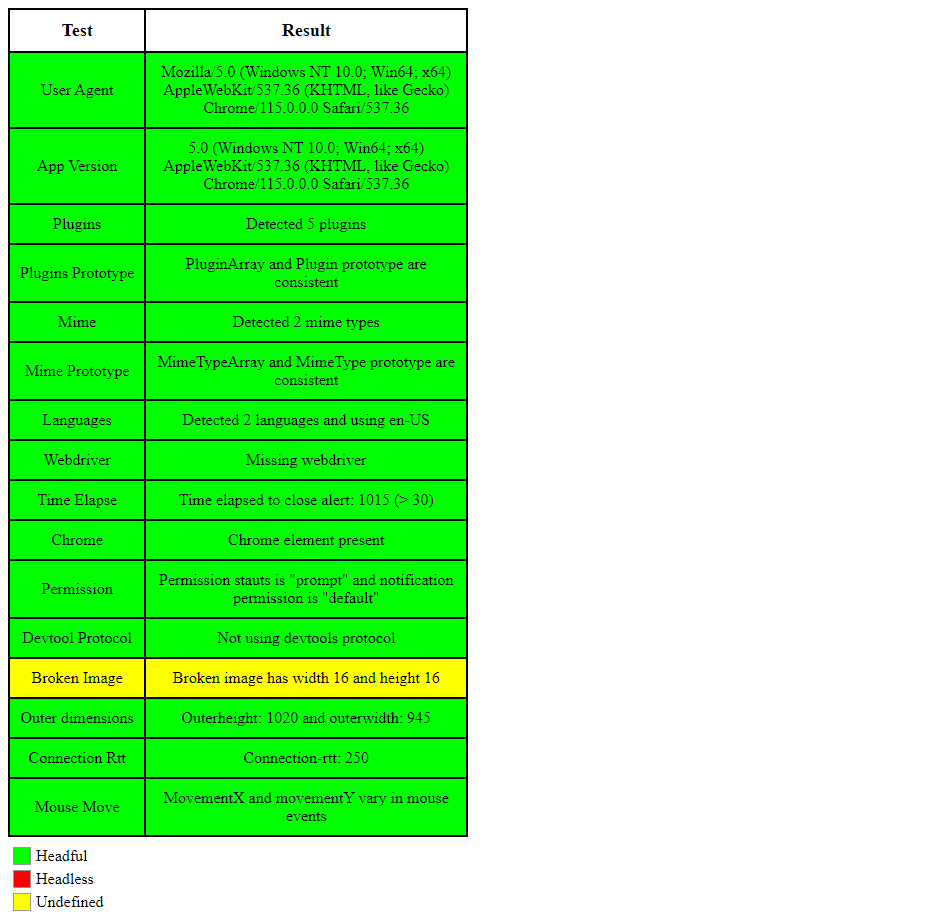 Test Result
User Agent
Mozilla/5.0 (Windows NT 10.0; Win64; x64)
AppleWebKit/537.36 (KHTML, like Gecko)
Chrome/115.0.0.0 Safari/537.36
App Version
5.0 (Windows NT 10.0; Win64; x64)
AppleWebKit/537.36 (KHTML, like Gecko)
Chrome/115.0.0.0 Safari/537.36
Plugins Detected 5 plugins
Plugins Prototype
PluginArray and Plugin prototype are
consistent
Mime Detected 2 mime types
Mime Prototype
MimeTypeArray and MimeType prototype are
consistent
Languages Detected 2 languages and using en-US
Webdriver Missing webdriver
Time Elapse Time elapsed to close alert: 1015 (> 30)
Chrome Chrome element present
Permission
Permission stauts is "prompt" and notification
permission is "default"
Devtool Protocol Not using devtools protocol
Broken Image Broken image has width 16 and height 16
Outer dimensions Outerheight: 1020 and outerwidth: 945
Connection Rtt Connection-rtt: 250
Mouse Move
MovementX and movementY vary in mouse
events
Headful
Headless
Undefined